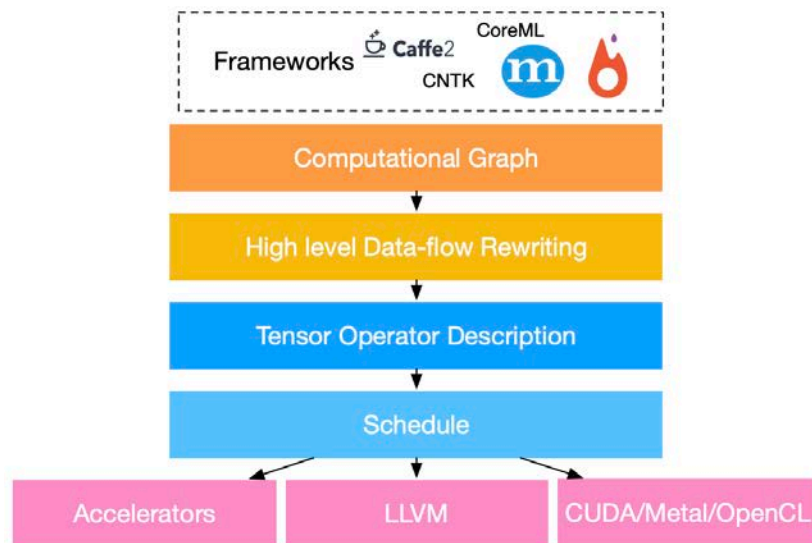 CoreML
Frameworks Caffe2
CNTK m
Computational Graph
High level Data-flow Rewriting
Tensor Operator Description
Schedule
Accelerators LLVM CUDA/Metal/OpenCL